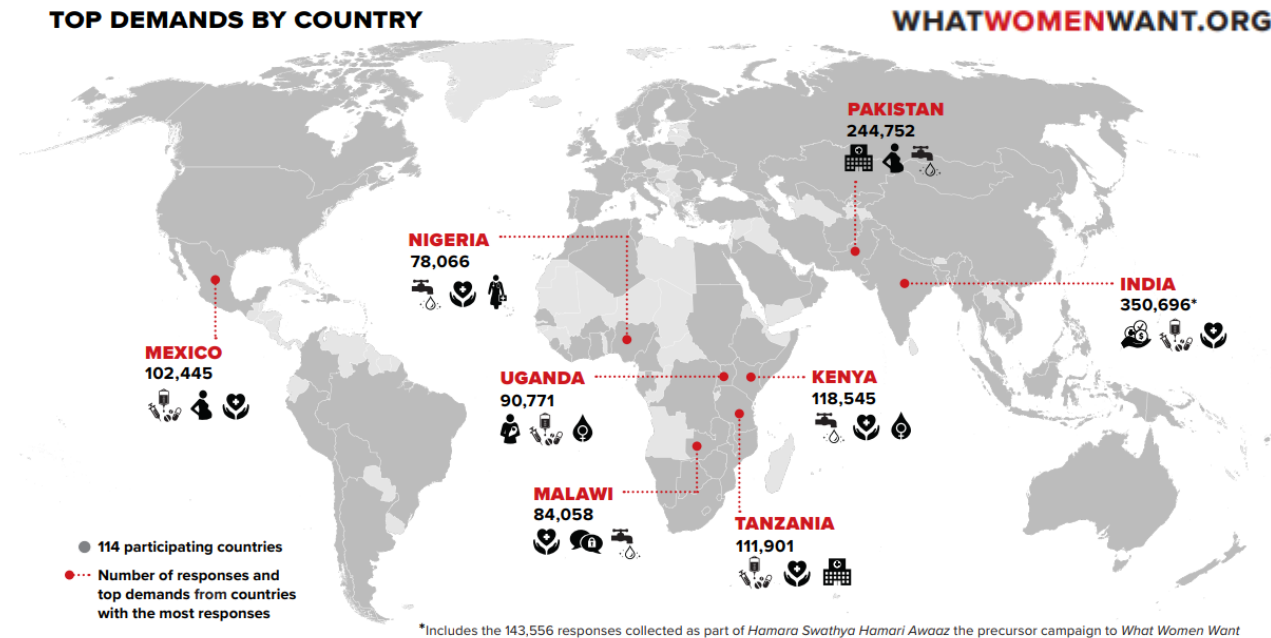 TOP DEMANDS BY COUNTRY
WHATWOMENWANT.ORG
PAKISTAN
244,752
NIGERIA
78,066
INDIA
350,696*
MEXICO
102,445
UGANDA
90,771
KENYA
118,545
MALAWI
84,058
TANZANIA
111,901
114 participating countries
Number of responses and
top demands from countries
with the most responses
*Includes the 143,556 responses collected as part of Hamara Swathya Hamari Awaaz the precursor campaign to What Women Want